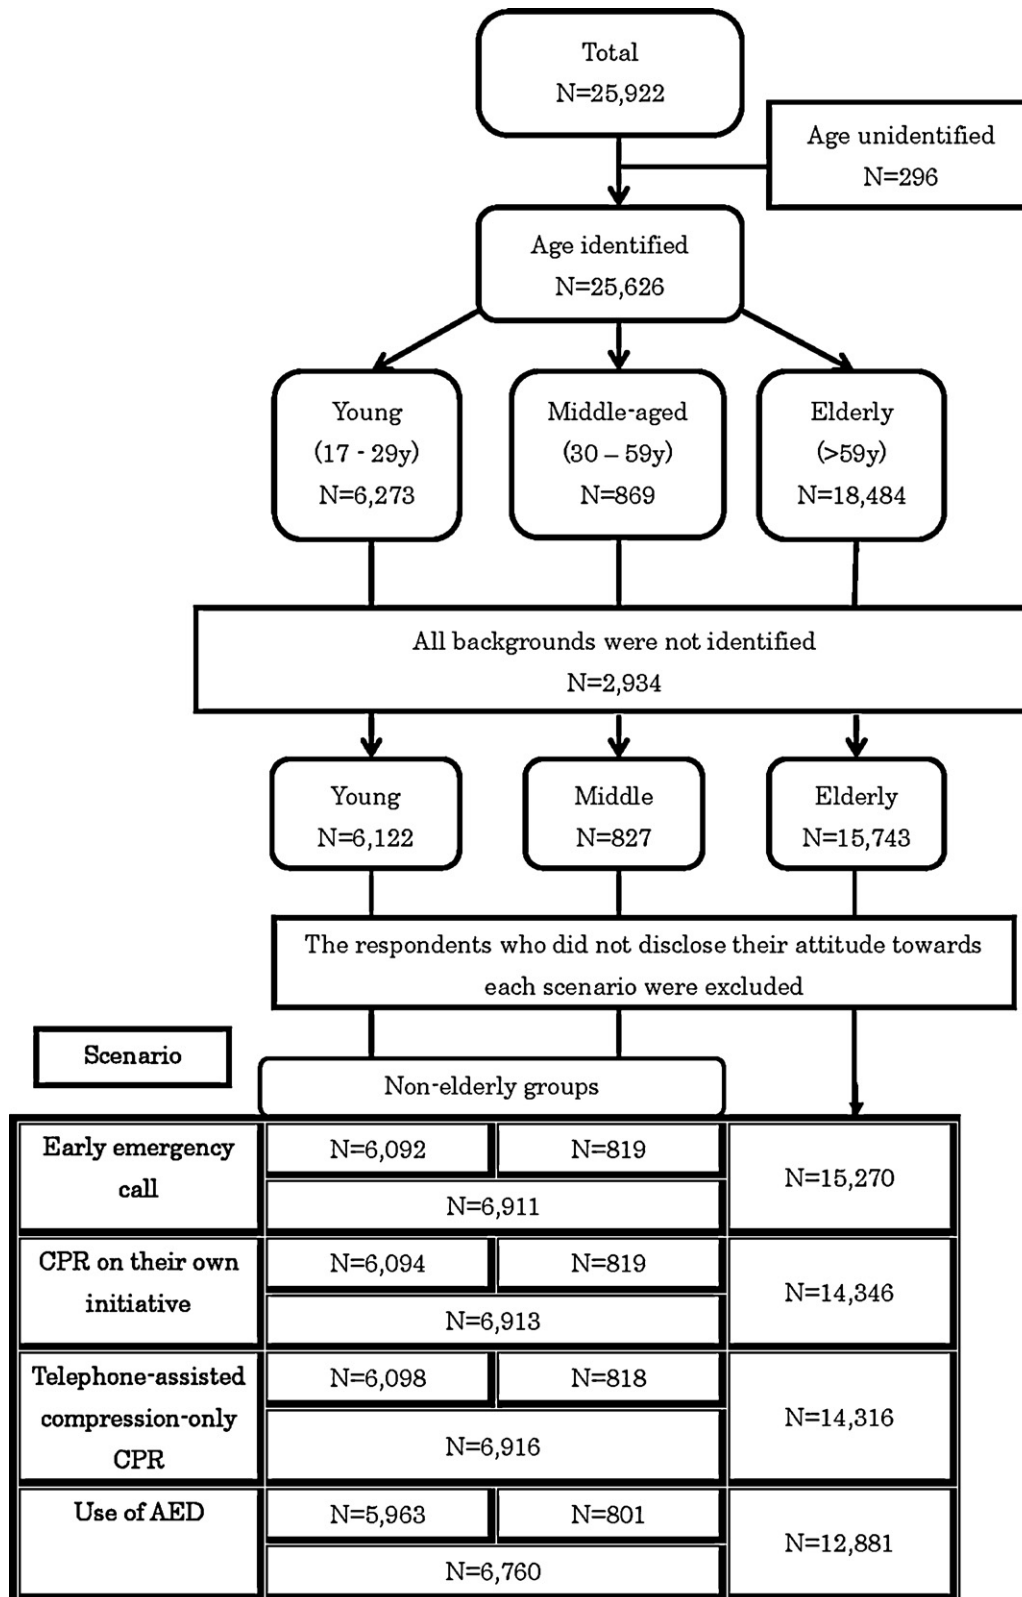 Total
N=25,922
Age unidentified
N=296
Age identified
N=25,626
Young
(17 - 29y)
N=6,273
Middle-aged
(30 – 59y)
N=869
Elderly
(>59y)
N=18,484
All backgrounds were not identified
N=2,934
Young
N=6,122
Middle
N=827
Elderly
N=15,743
The respondents who did not disclose their attitude towards
each scenario were excluded
Scenario
Non-elderly groups
Early emergency
call
N=6,092
N=819
N=6,911
N=15,270
CPR on their own
initiative
N=6,094
N=819
N=6,913
N=14,346
Telephone-assisted
compression-only
CPR
N=6,098
N=818
N=6,916
N=14,316
Use of AED
N=5,963
N=801
N=6,760
N=12,881